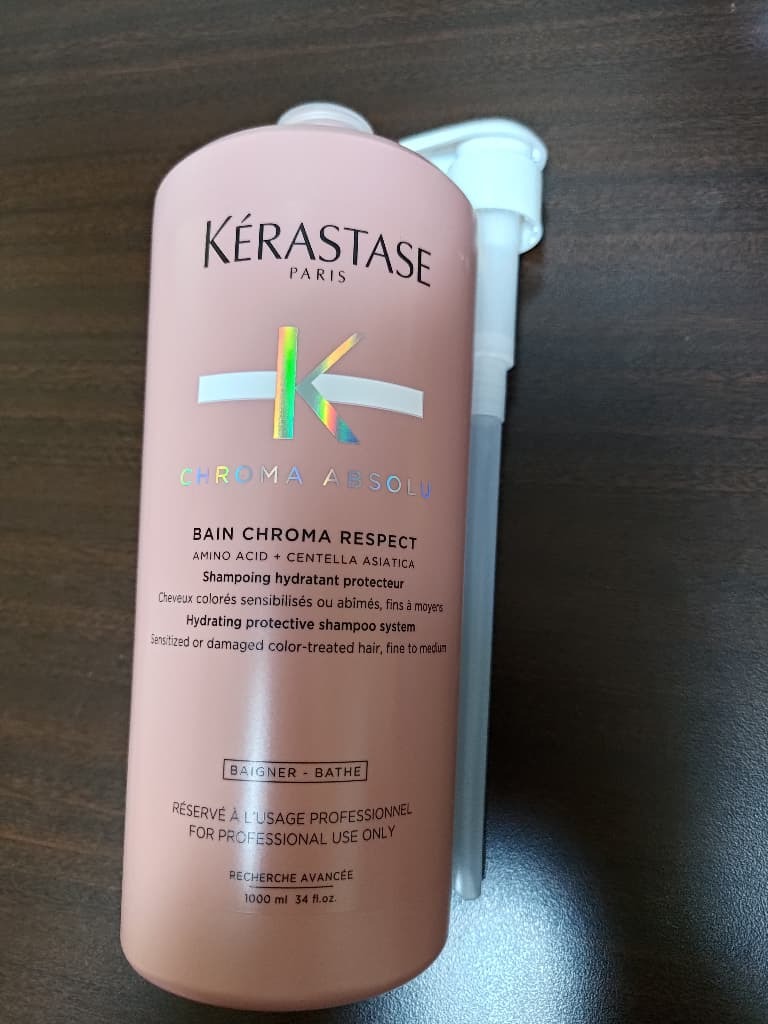 KÉRASTASE
PARIS
K
CHROMA ABSOLU
BAIN CHROMA RESPECT
AMINO ACID + CENTELLA ASIATICA
Shampoing hydratant protecteur
Cheveux colorés sensibilisés ou abîmés, fins à moyens
Hydrating protective shampoo system
Sensitized or damaged color-treated hair, fine to medium
BAIGNER - BATHE
RÉSERVÉ À L'USAGE PROFESSIONNEL
FOR PROFESSIONAL USE ONLY
RECHERCHE AVANCÉE
1000 ml 34 fl.oz.